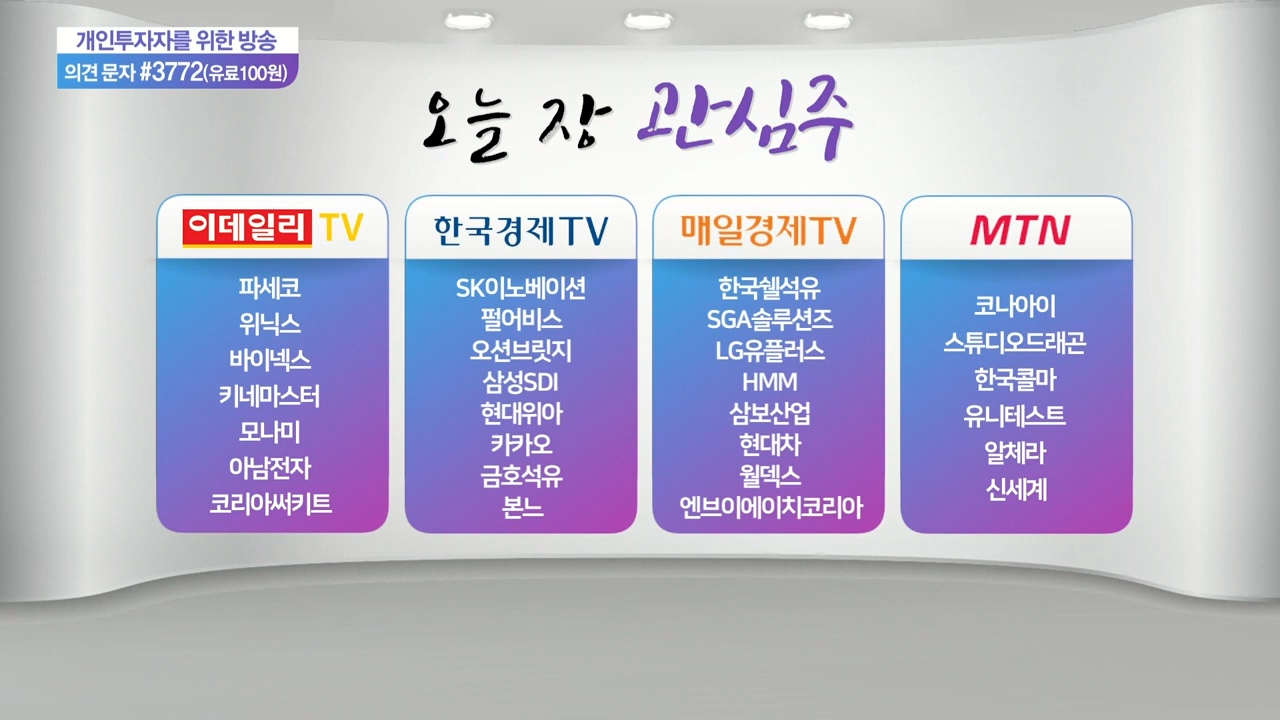 개인투자자를 위한 방송
의견 문자 #3772(유료100원)
오늘 장 관심주
이데일리 TV
파세코
위닉스
바이넥스
키네마스터
모나미
아남전자
코리아써키트
한국경제TV
SK이노베이션
펄어비스
오션브릿지
삼성SDI
현대위아
카카오
금호석유
본느
매일경제TV
한국쉘석유
SGA솔루션즈
LG유플러스
HMM
삼보산업
현대차
월덱스
엔브이에이치코리아
MTN
코나아이
스튜디오드래곤
한국콜마
유니테스트
알체라
신세계